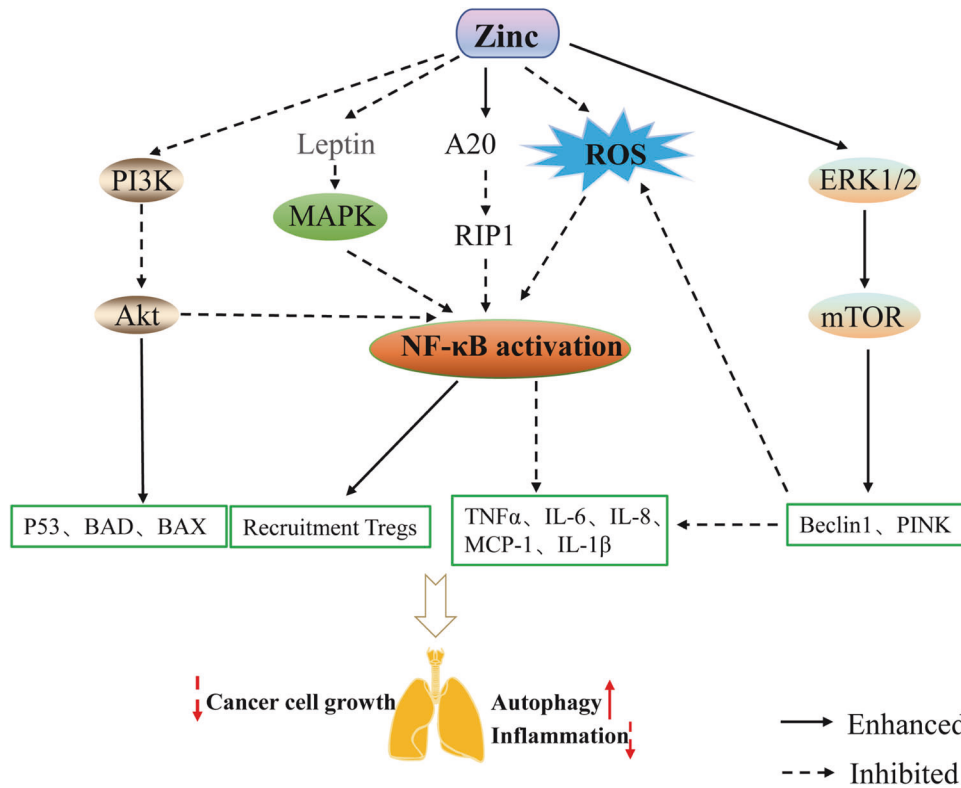 Zinc
Leptin
A20
ROS
PI3K
ERK1/2
MAPK
RIP1
Akt
mTOR
NF-κB activation
P53、BAD、BAX
Recruitment Tregs
TNFα、IL-6、IL-8、
MCP-1、IL-1β
Beclin1、PINK
Cancer cell growth
Autophagy
Inflammation
Enhanced
Inhibited